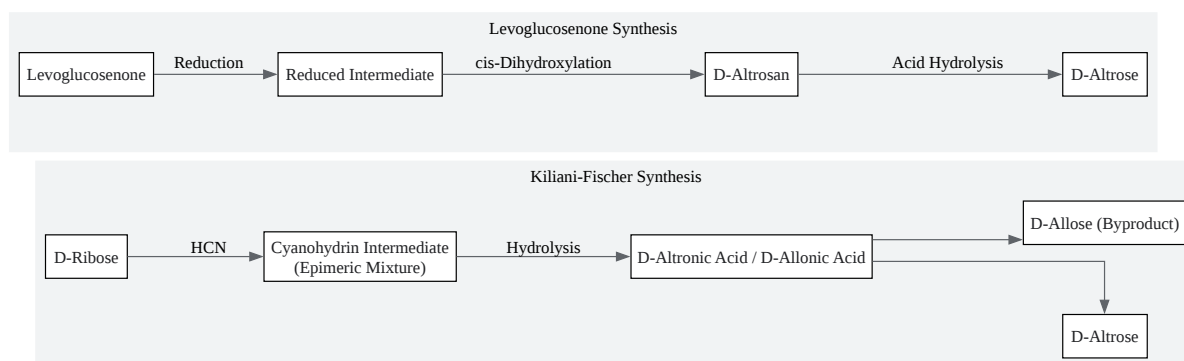 Levoglucosenone Synthesis
Levoglucosenone
Reduction
Reduced Intermediate
cis-Dihydroxylation
D-Altrosan
Acid Hydrolysis
D-Altrose
Kiliani-Fischer Synthesis
D-Ribose
HCN
Cyanohydrin Intermediate
(Epimeric Mixture)
Hydrolysis
D-Altronic Acid / D-Allonic Acid
D-Allose (Byproduct)
D-Altrose